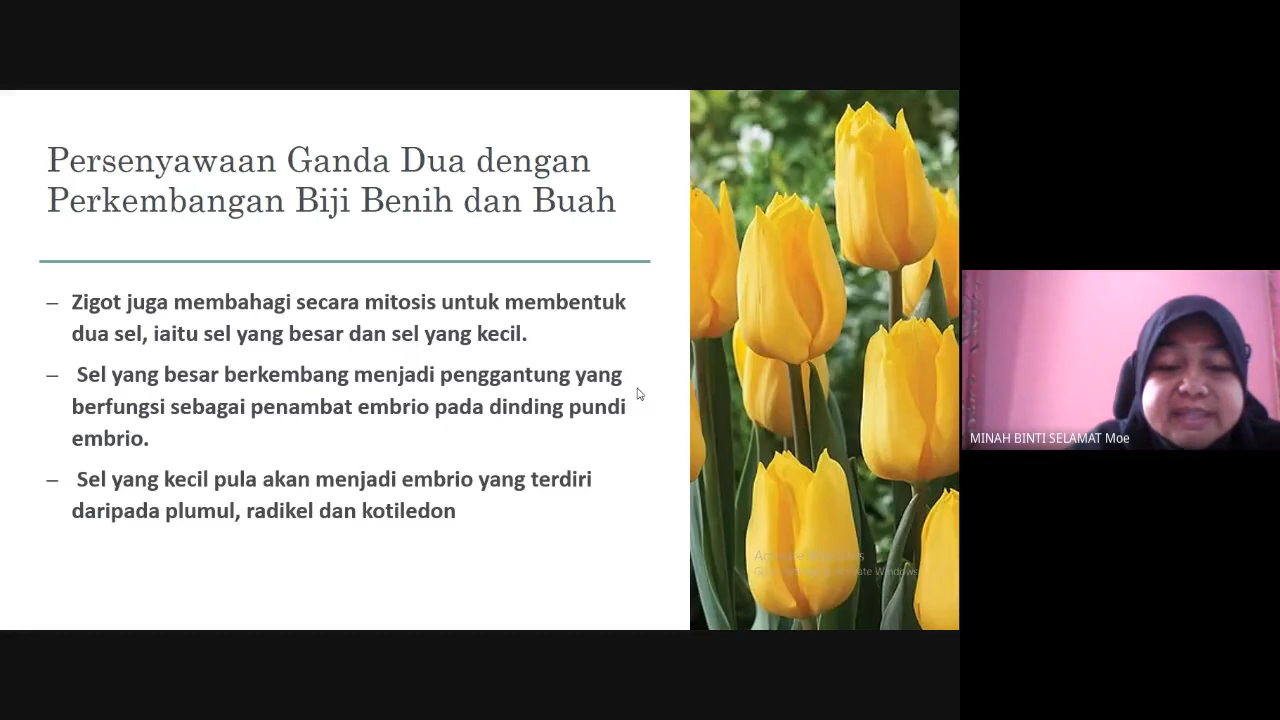 Persenyawaan Ganda Dua dengan
Perkembangan Biji Benih dan Buah
– Zigot juga membahagi secara mitosis untuk membentuk
dua sel, iaitu sel yang besar dan sel yang kecil.
– Sel yang besar berkembang menjadi penggantung yang
berfungsi sebagai penambat embrio pada dinding pundi
embrio.
– Sel yang kecil pula akan menjadi embrio yang terdiri
daripada plumul, radikel dan kotiledon
MINAH BINTI SELAMAT Moe